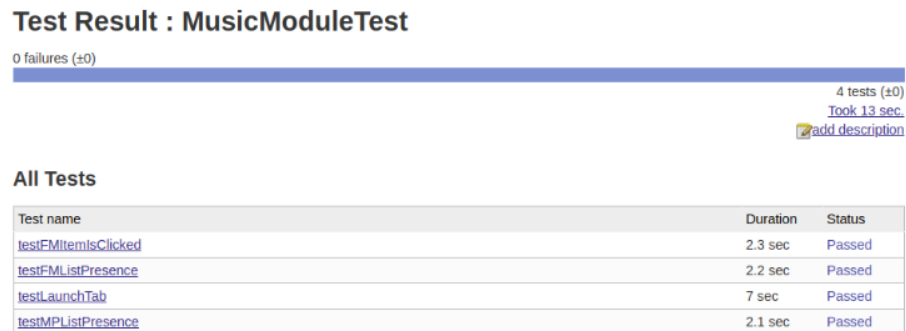 Test Result : MusicModuleTest
0 failures (±0)
4 tests (±0)
Took 13 sec.
add description
All Tests
Test name Duration Status
testFMItemIsClicked 2.3 sec Passed
testFMListPresence 2.2 sec Passed
testLaunchTab 7 sec Passed
testMPListPresence 2.1 sec Passed